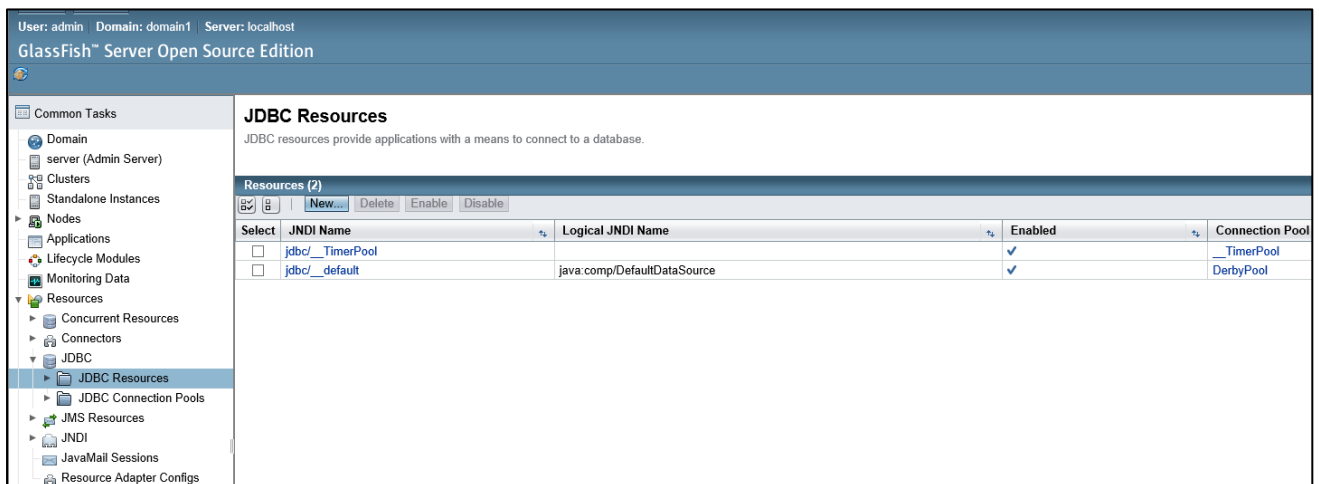 User: admin Domain: domain1 Server: localhost
GlassFish™ Server Open Source Edition
Common Tasks
Domain
server (Admin Server)
Clusters
Standalone Instances
Nodes
Applications
Lifecycle Modules
Monitoring Data
Resources
Concurrent Resources
Connectors
JDBC
JDBC Resources
JDBC Connection Pools
JMS Resources
JNDI
JavaMail Sessions
Resource Adapter Configs
JDBC Resources
JDBC resources provide applications with a means to connect to a database.
Resources (2)
New... Delete Enable Disable
Select JNDI Name Logical JNDI Name Enabled Connection Pool
jdbc/__TimerPool __TimerPool
jdbc/__default java:comp/DefaultDataSource DerbyPool